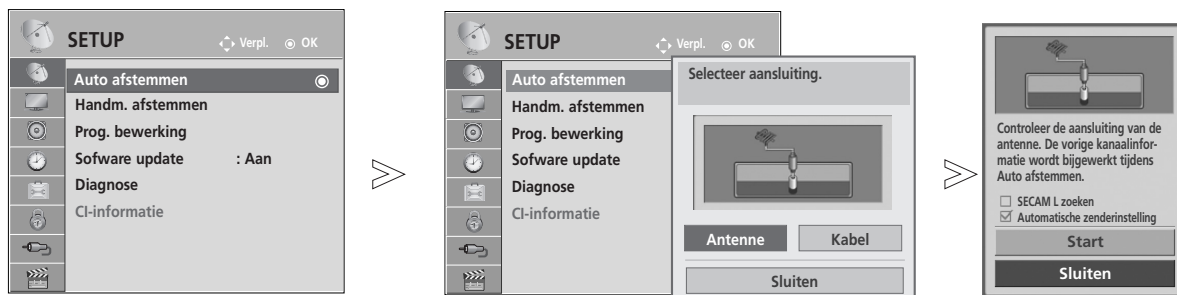 SETUP
Verpl. OK
Auto afstemmen
Handm. afstemmen
Prog. bewerking
Sofware update : Aan
Diagnose
CI-informatie
SETUP
Verpl. OK
Auto afstemmen
Handm. afstemmen
Prog. bewerking
Sofware update
Diagnose
CI-informatie
Selecteer aansluiting.
Antenne Kabel
Sluiten
Controleer de aansluiting van de
antenne. De vorige kanaalinfor-
matie wordt bijgewerkt tijdens
Auto afstemmen.
SECAM L zoeken
Automatische zenderinstelling
Start
Sluiten